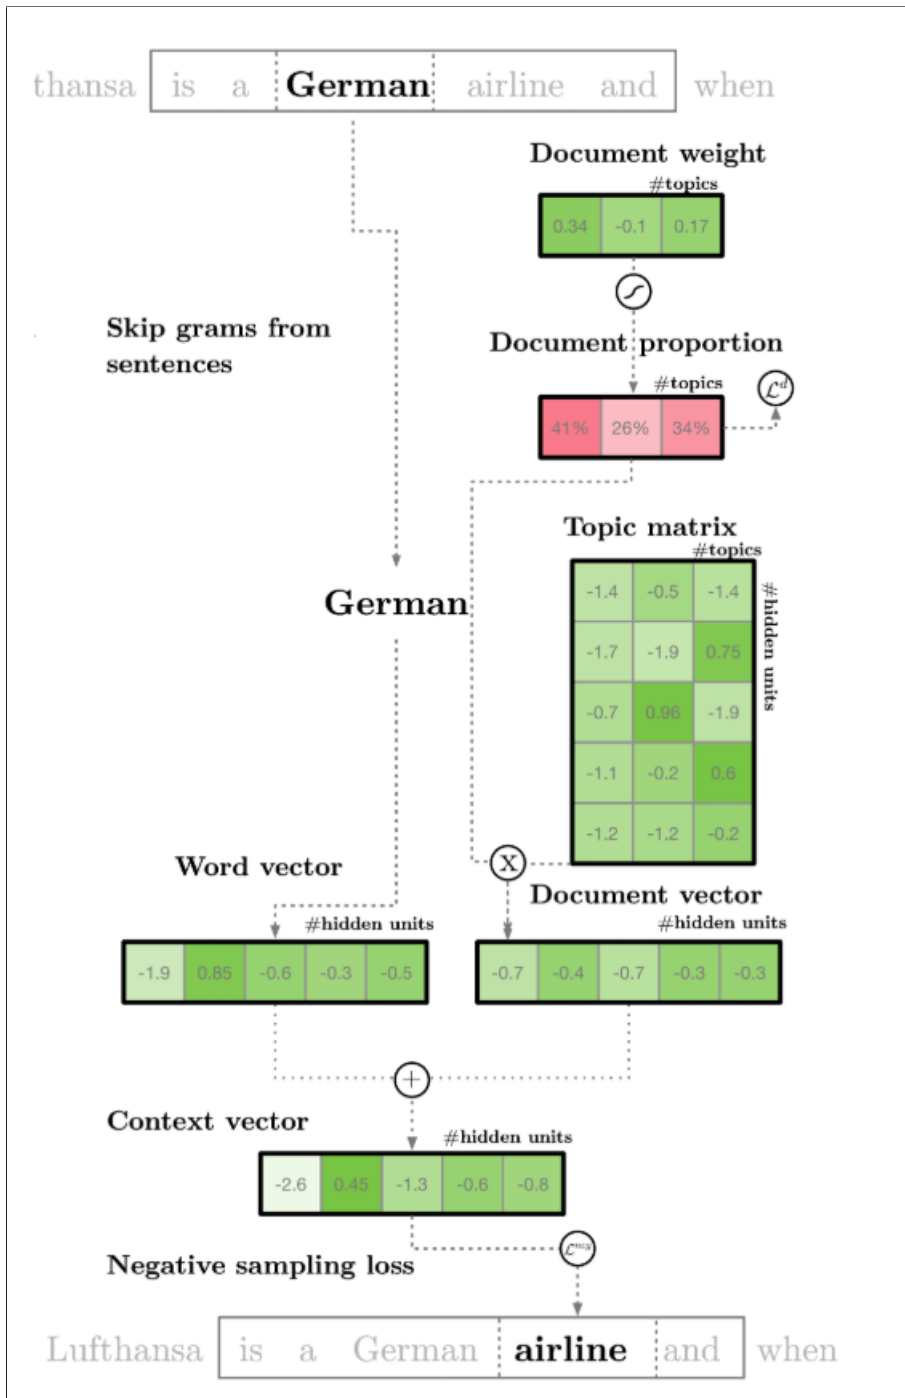 thansa is a German airline and when
Document weight
#topics
0.34 -0.1 0.17
Skip grams from
sentences
Document proportion
#topics
ℒᵈ
41% 26% 34%
Topic matrix
#topics
#hidden units
-1.4 -0.5 -1.4
-1.7 -1.9 0.75
-0.7 0.96 -1.9
-1.1 -0.2 0.6
-1.2 -1.2 -0.2
German
X
Word vector
#hidden units
-1.9 0.85 -0.6 -0.3 -0.5
Document vector
#hidden units
-0.7 -0.4 -0.7 -0.3 -0.3
+
Context vector
#hidden units
-2.6 0.45 -1.3 -0.6 -0.8
Negative sampling loss
ℒⁿᵉᵍ
Lufthansa is a German airline and when